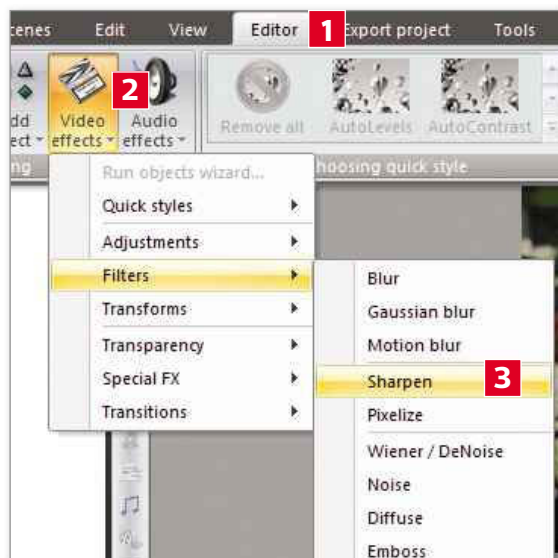 cenes Edit View Editor 1 Export project Tools
2
dd Video Audio
ect effects effects
Remove all AutoLevels AutoContrast
ng hoosing quick style
Run objects wizard...
Quick styles
Adjustments
Filters
Transforms
Transparency
Special FX
Transitions
Blur
Gaussian blur
Motion blur
Sharpen 3
Pixelize
Wiener / DeNoise
Noise
Diffuse
Emboss